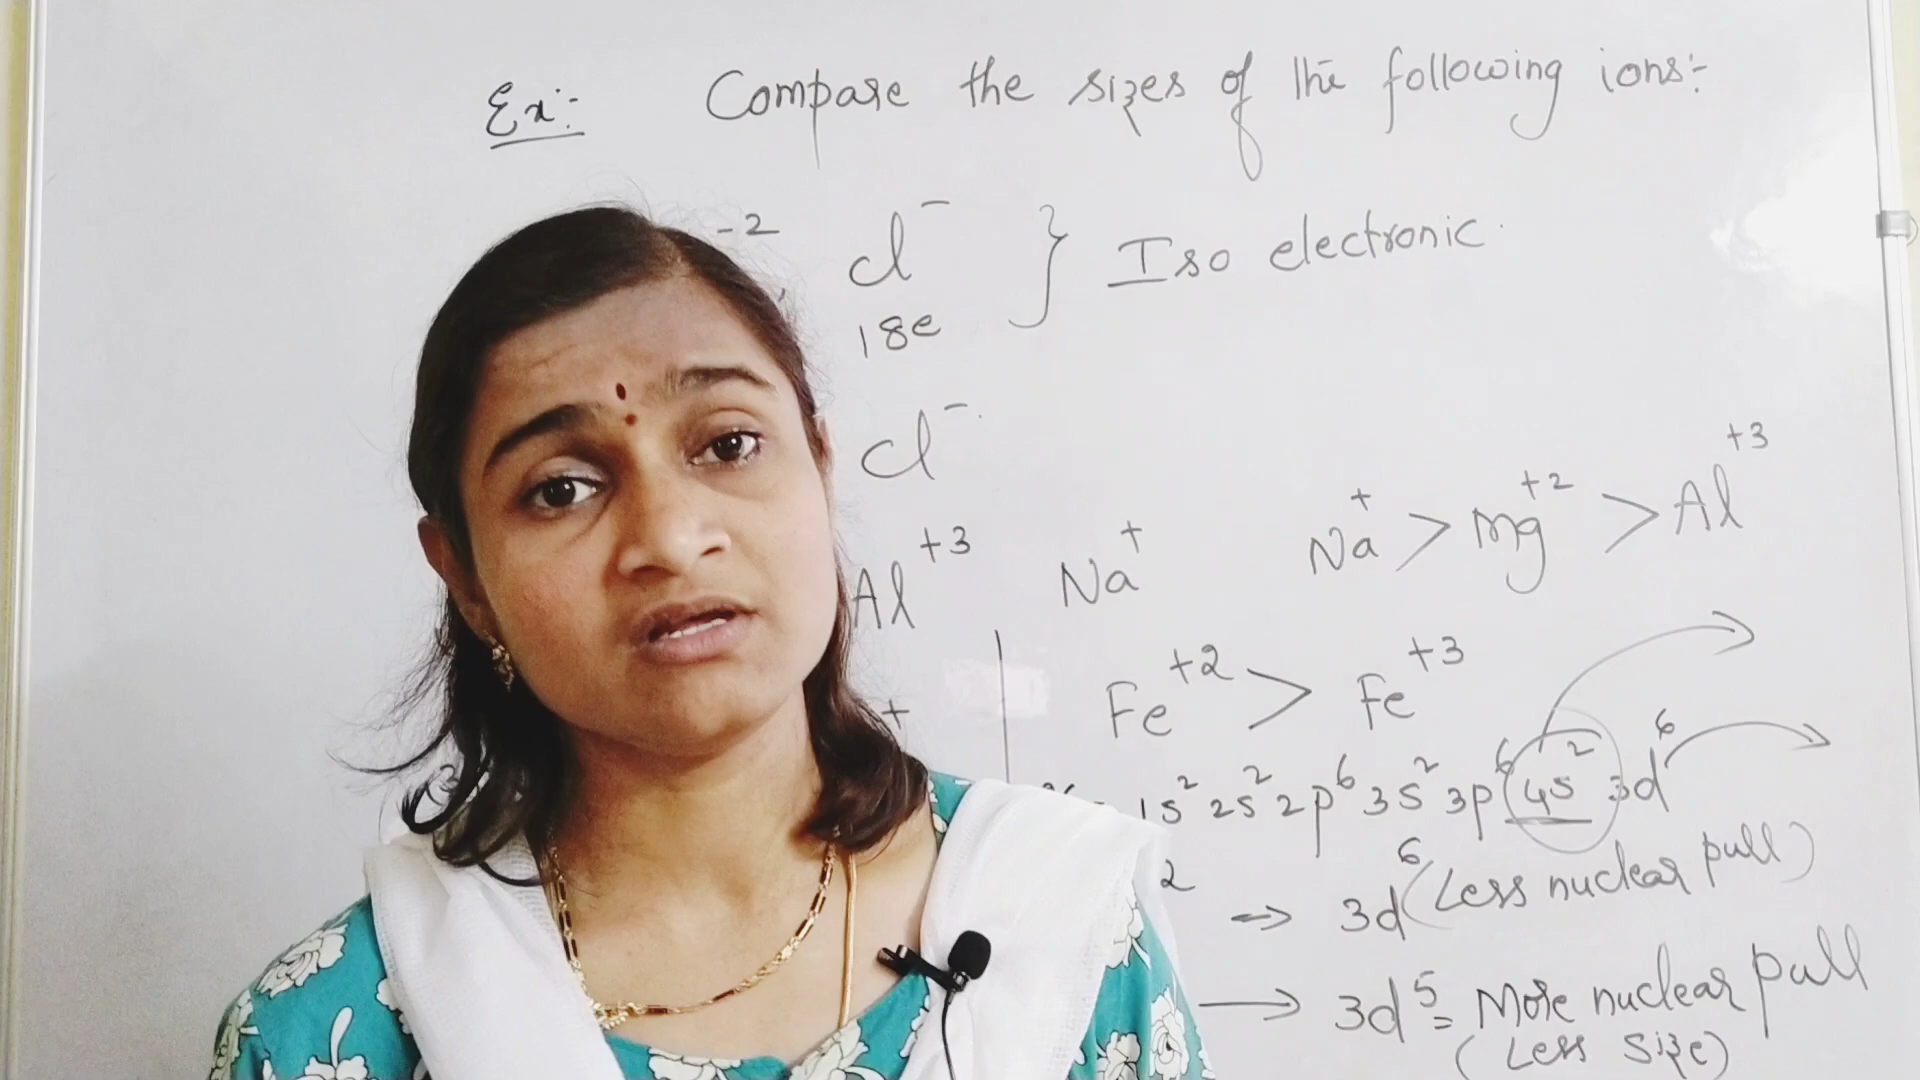 Ex:- Compare the sizes of the following ions:-
-2 Cl⁻ } Iso electronic
18e
Cl⁻
Al⁺³ Na⁺ Na⁺ > Mg⁺² > Al⁺³
+ Fe⁺² > Fe⁺³
1s² 2s² 2p⁶ 3s² 3p⁶ 4s² 3d⁶
2 → 3d⁶ (Less nuclear pull)
→ 3d⁵ = More nuclear pull
(Less size)